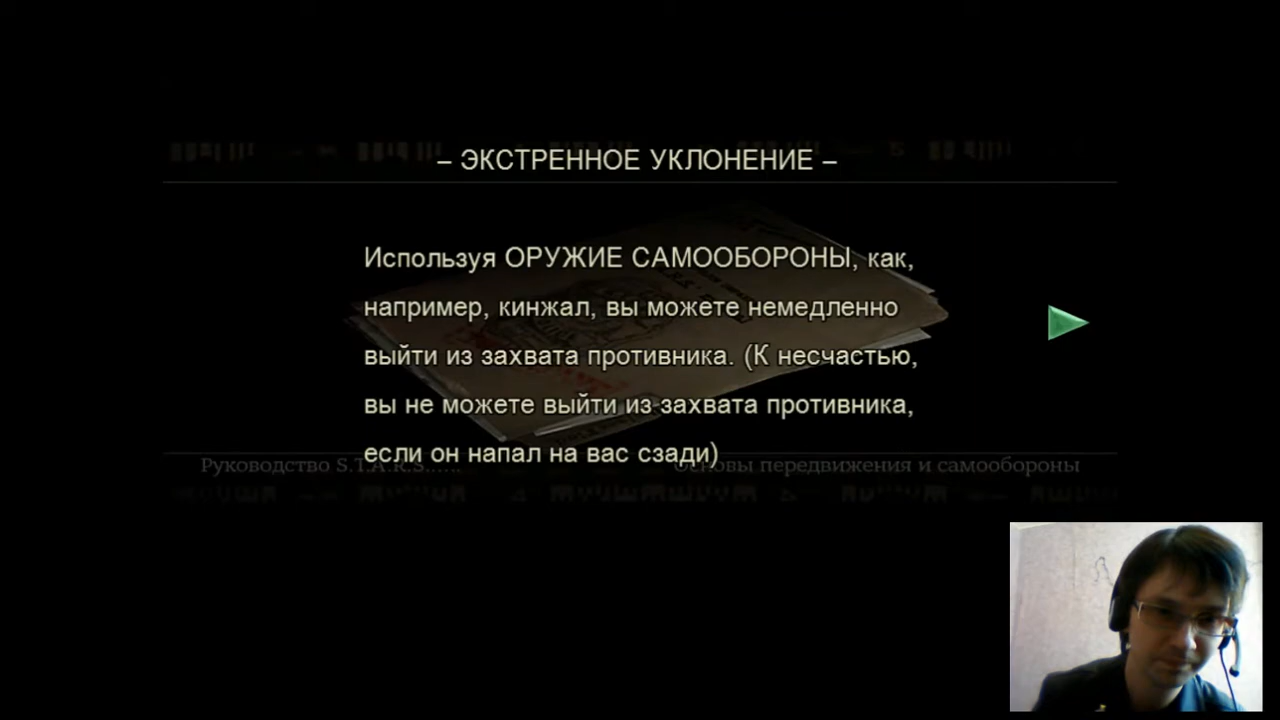 – ЭКСТРЕННОЕ УКЛОНЕНИЕ –
Используя ОРУЖИЕ САМООБОРОНЫ, как,
например, кинжал, вы можете немедленно
выйти из захвата противника. (К несчастью,
вы не можете выйти из захвата противника,
если он напал на вас сзади)
Руководство S.T.A.R.S...... Основы передвижения и самообороны